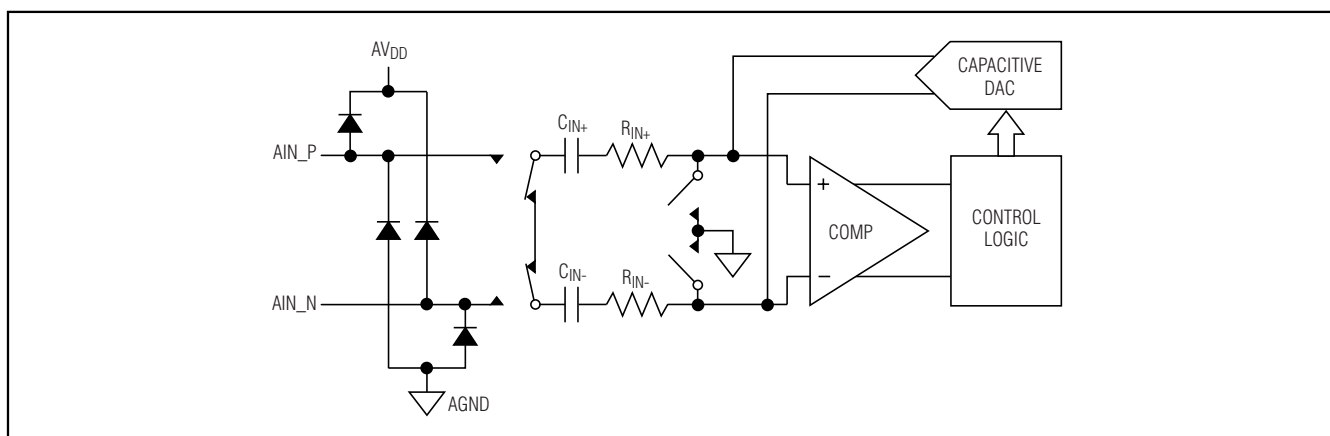 AVDD
CAPACITIVE
DAC
CIN+
RIN+
AIN_P
+
COMP
CONTROL
LOGIC
CIN-
RIN-
−
AIN_N
AGND